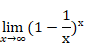 lim (1 − 1/x)ˣ
x→∞